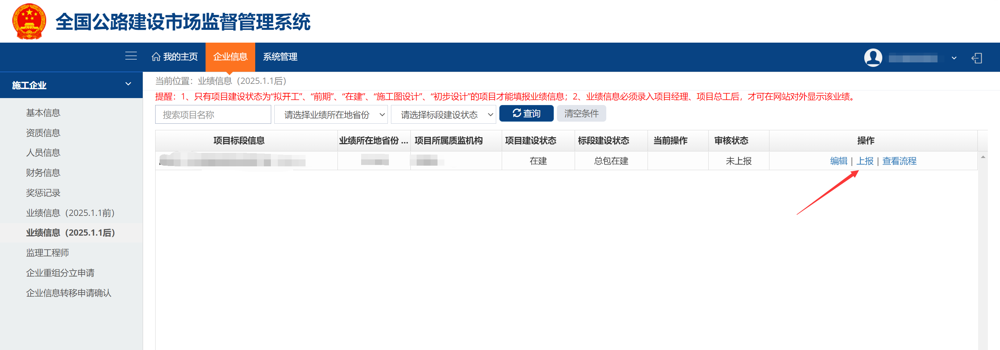 全国公路建设市场监督管理系统
我的主页 企业信息 系统管理
施工企业
基本信息
资质信息
人员信息
财务信息
奖惩记录
业绩信息（2025.1.1前）
业绩信息（2025.1.1后）
监理工程师
企业重组分立申请
企业信息转移申请确认
当前位置：业绩信息（2025.1.1后）
提醒：1、只有项目建设状态为“拟开工”、“前期”、“在建”、“施工图设计”、“初步设计”的项目才能填报业绩信息；2、业绩信息必须录入项目经理、项目总工后，才可在网站对外显示该业绩。
搜索项目名称 请选择业绩所在地省份 请选择标段建设状态 查询 清空条件
项目标段信息 业绩所在地省份 ... 项目所属质监机构 项目建设状态 标段建设状态 当前操作 审核状态 操作
在建 总包在建 未上报 编辑 | 上报 | 查看流程